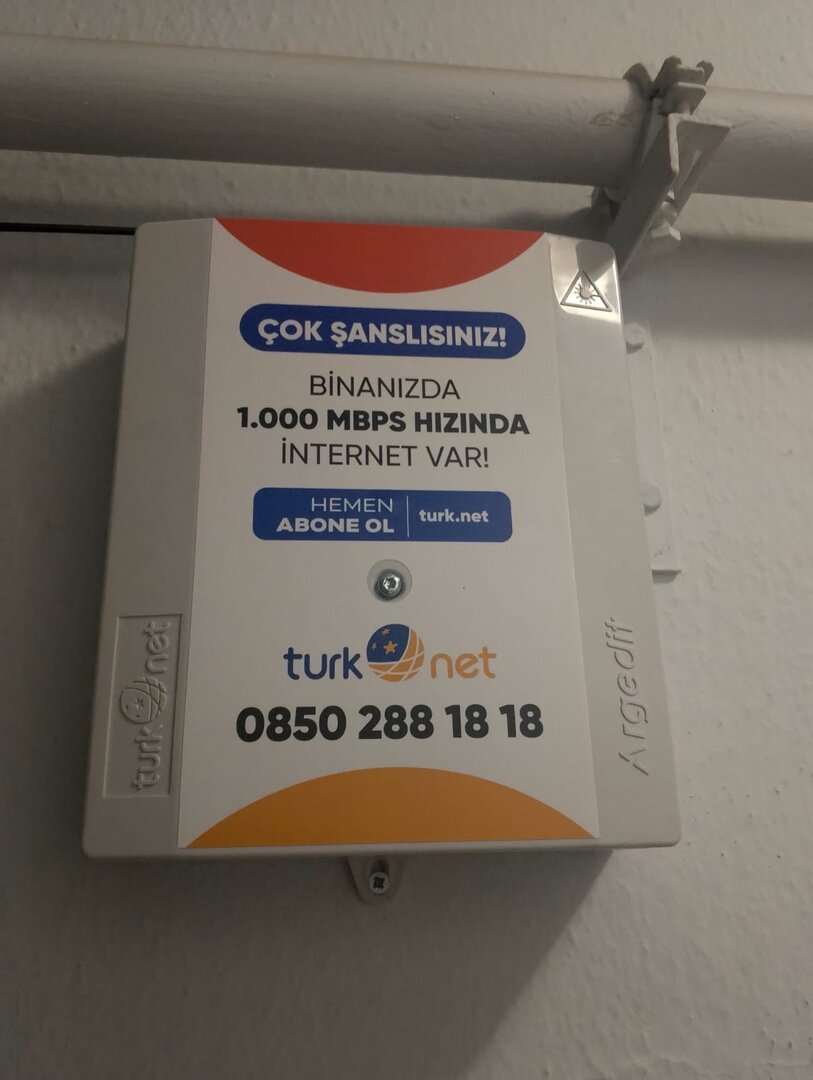 ÇOK ŞANSLISINIZ!
BİNANIZDA
1.000 MBPS HIZINDA
İNTERNET VAR!
HEMEN
ABONE OL
turk.net
turk net
0850 288 18 18
turk net
Argedif